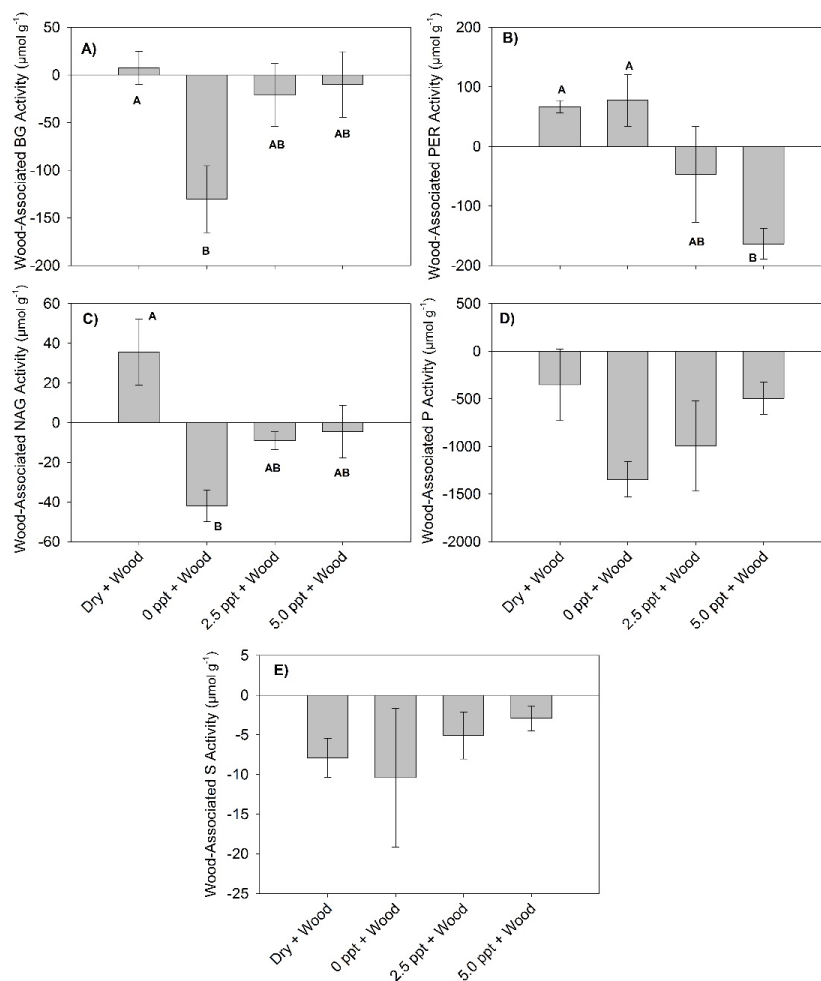 A)
Wood-Associated BG Activity (μmol g⁻¹)
50
0
-50
-100
-150
-200
A
B
AB
AB
B)
Wood-Associated PER Activity (μmol g⁻¹)
200
100
0
-100
-200
A
A
AB
B
C)
Wood-Associated NAG Activity (μmol g⁻¹)
60
40
20
0
-20
-40
-60
A
B
AB
AB
Dry + Wood
0 ppt + Wood
2.5 ppt + Wood
5.0 ppt + Wood
D)
Wood-Associated P Activity (μmol g⁻¹)
500
0
-500
-1000
-1500
-2000
Dry + Wood
0 ppt + Wood
2.5 ppt + Wood
5.0 ppt + Wood
E)
Wood-Associated S Activity (μmol g⁻¹)
5
0
-5
-10
-15
-20
-25
Dry + Wood
0 ppt + Wood
2.5 ppt + Wood
5.0 ppt + Wood